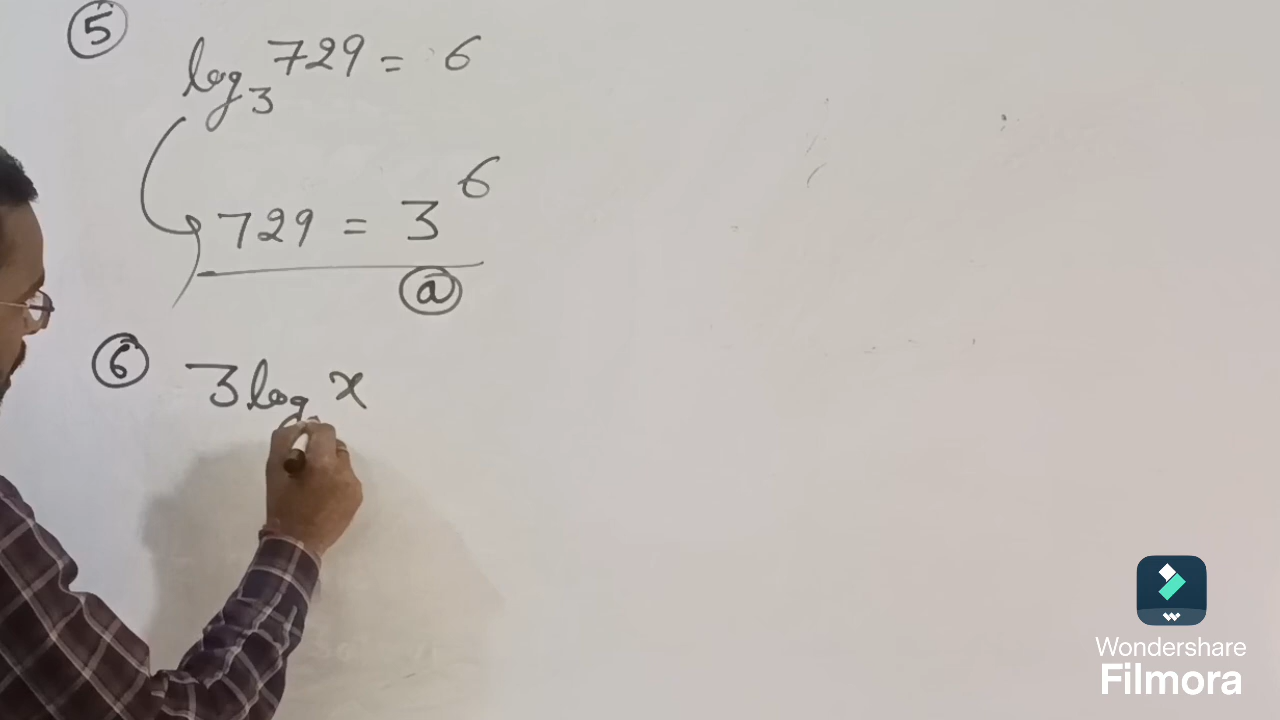 ⑤ log₃ 729 = 6
729 = 3⁶
ⓐ
⑥ 3 log x
Wondershare
Filmora